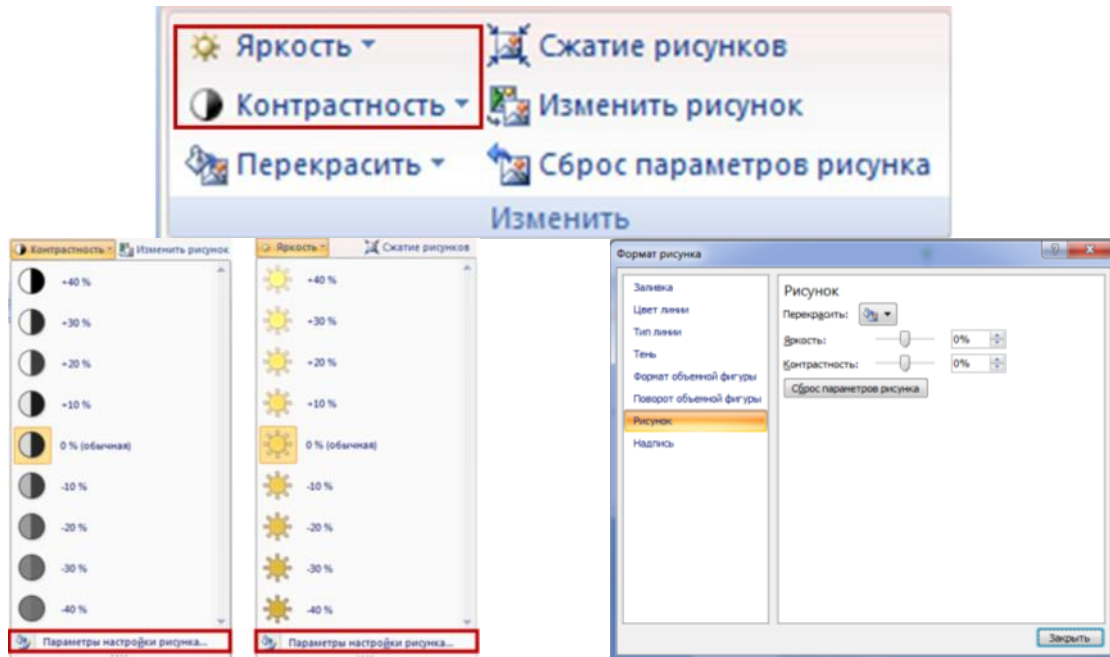 Яркость
Сжатие рисунков
Контрастность
Изменить рисунок
Перекрасить
Сброс параметров рисунка
Изменить
Контрастность
Изменить рисунок
+40 %
+30 %
+20 %
+10 %
0 % (обычная)
-10 %
-20 %
-30 %
-40 %
Параметры настройки рисунка...
Яркость
Сжатие рисунков
+40 %
+30 %
+20 %
+10 %
0 % (обычная)
-10 %
-20 %
-30 %
-40 %
Параметры настройки рисунка...
Формат рисунка
Заливка
Цвет линии
Тип линии
Тень
Формат объемной фигуры
Поворот объемной фигуры
Рисунок
Надпись
Рисунок
Перекрасить:
Яркость: 0%
Контрастность: 0%
Сброс параметров рисунка
Закрыть